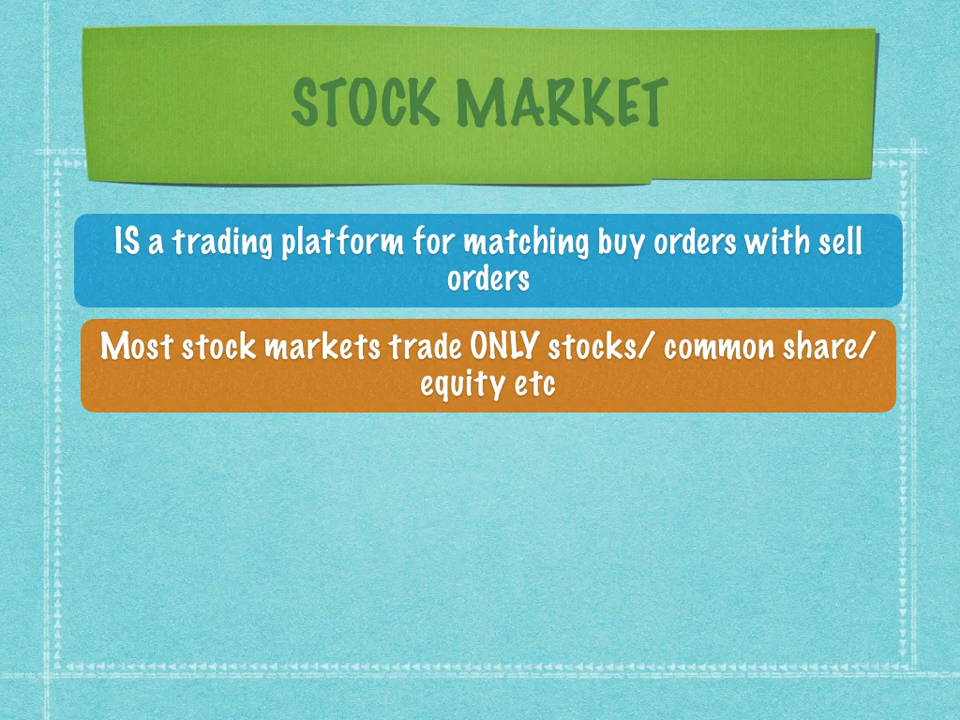 STOCK MARKET
IS a trading platform for matching buy orders with sell
orders
Most stock markets trade ONLY stocks/ common share/
equity etc